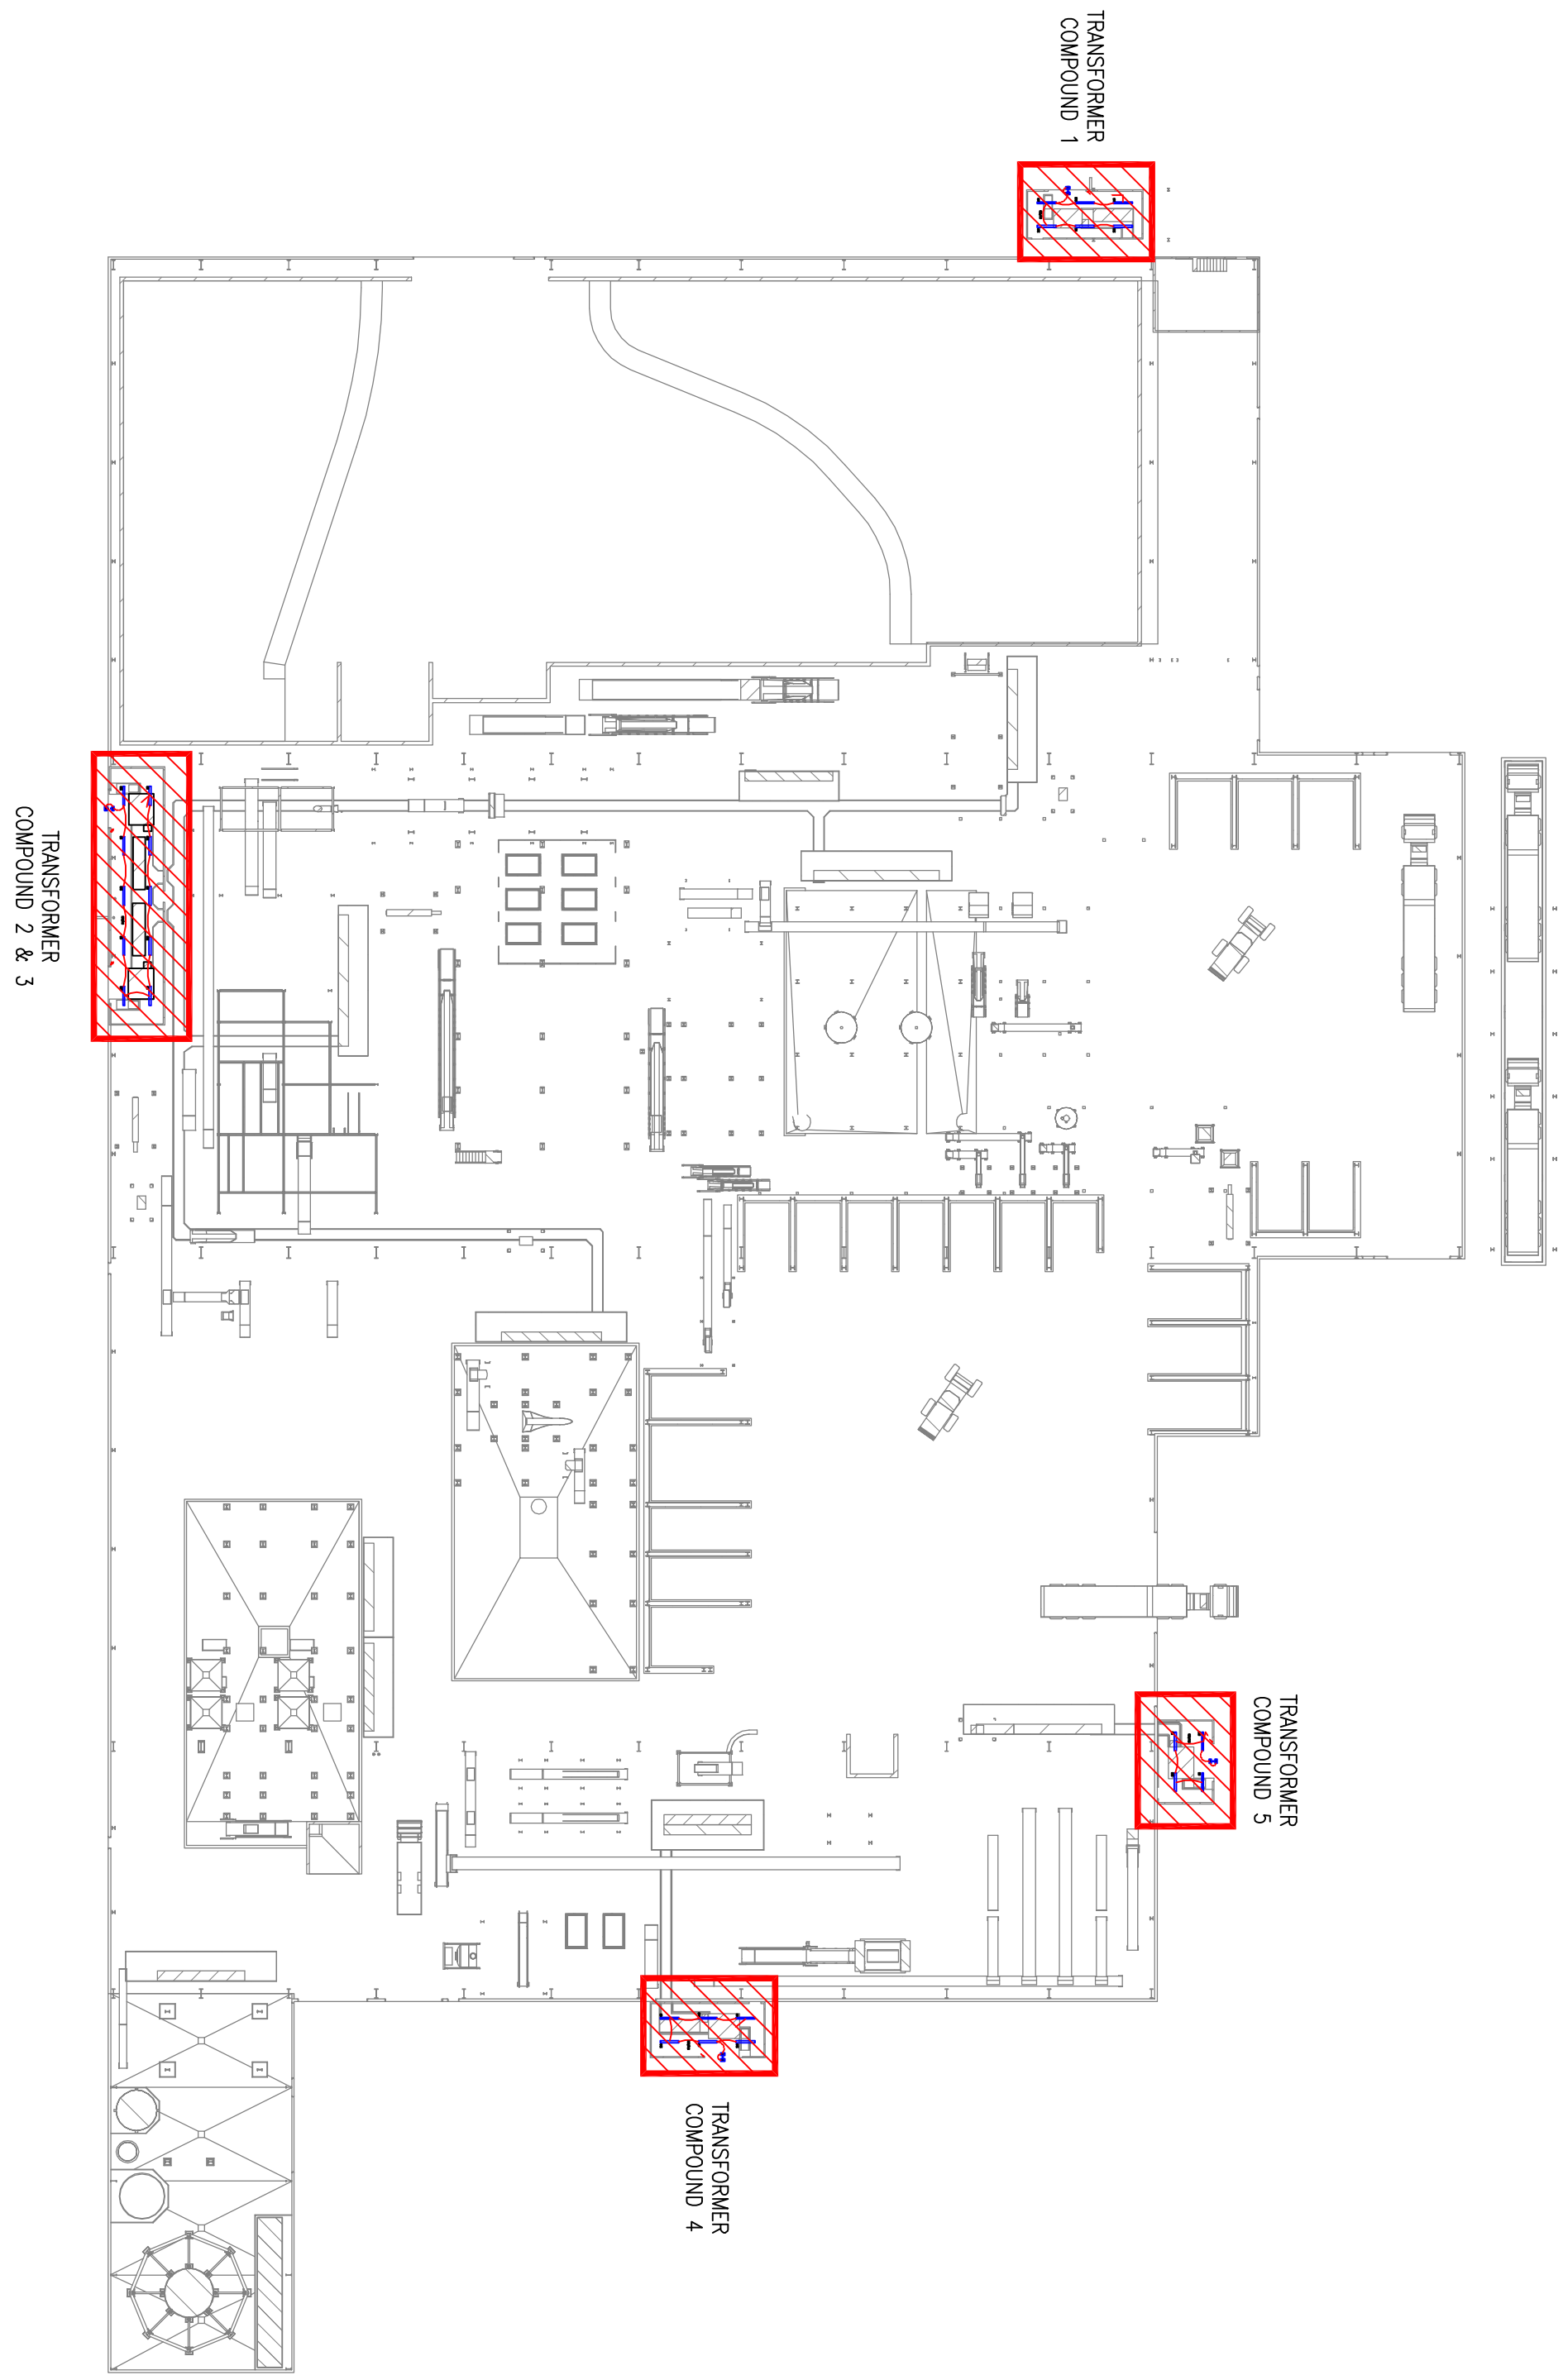 TRANSFORMER
COMPOUND 1
TRANSFORMER
COMPOUND 2 & 3
TRANSFORMER
COMPOUND 5
TRANSFORMER
COMPOUND 4